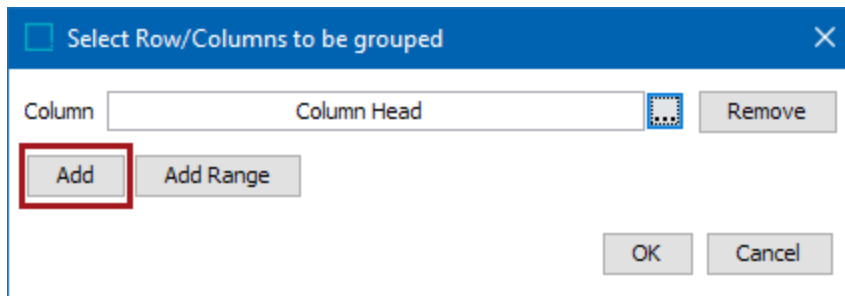 Select Row/Columns to be grouped
Column Column Head ... Remove
Add Add Range
OK Cancel